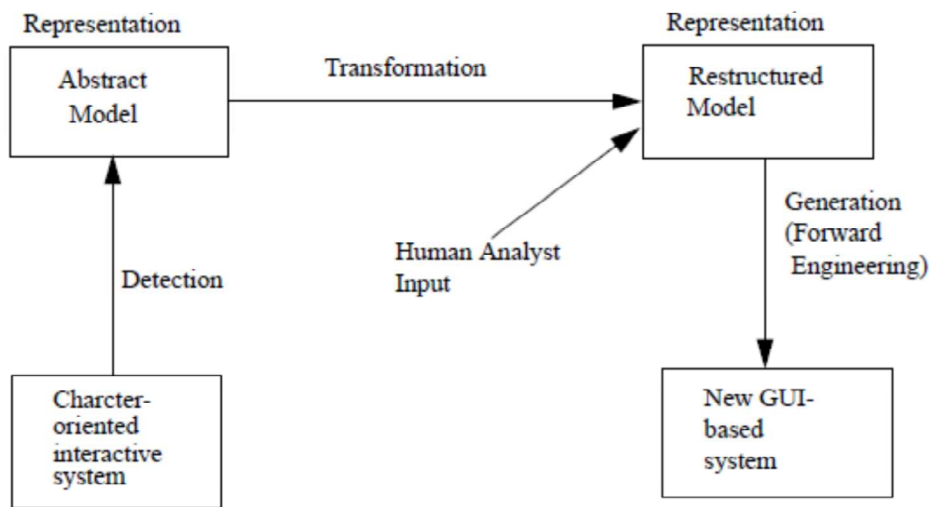 Representation
Abstract
Model
Transformation
Representation
Restructured
Model
Human Analyst
Input
Generation
(Forward
Engineering)
Detection
Charcter-
oriented
interactive
system
New GUI-
based
system